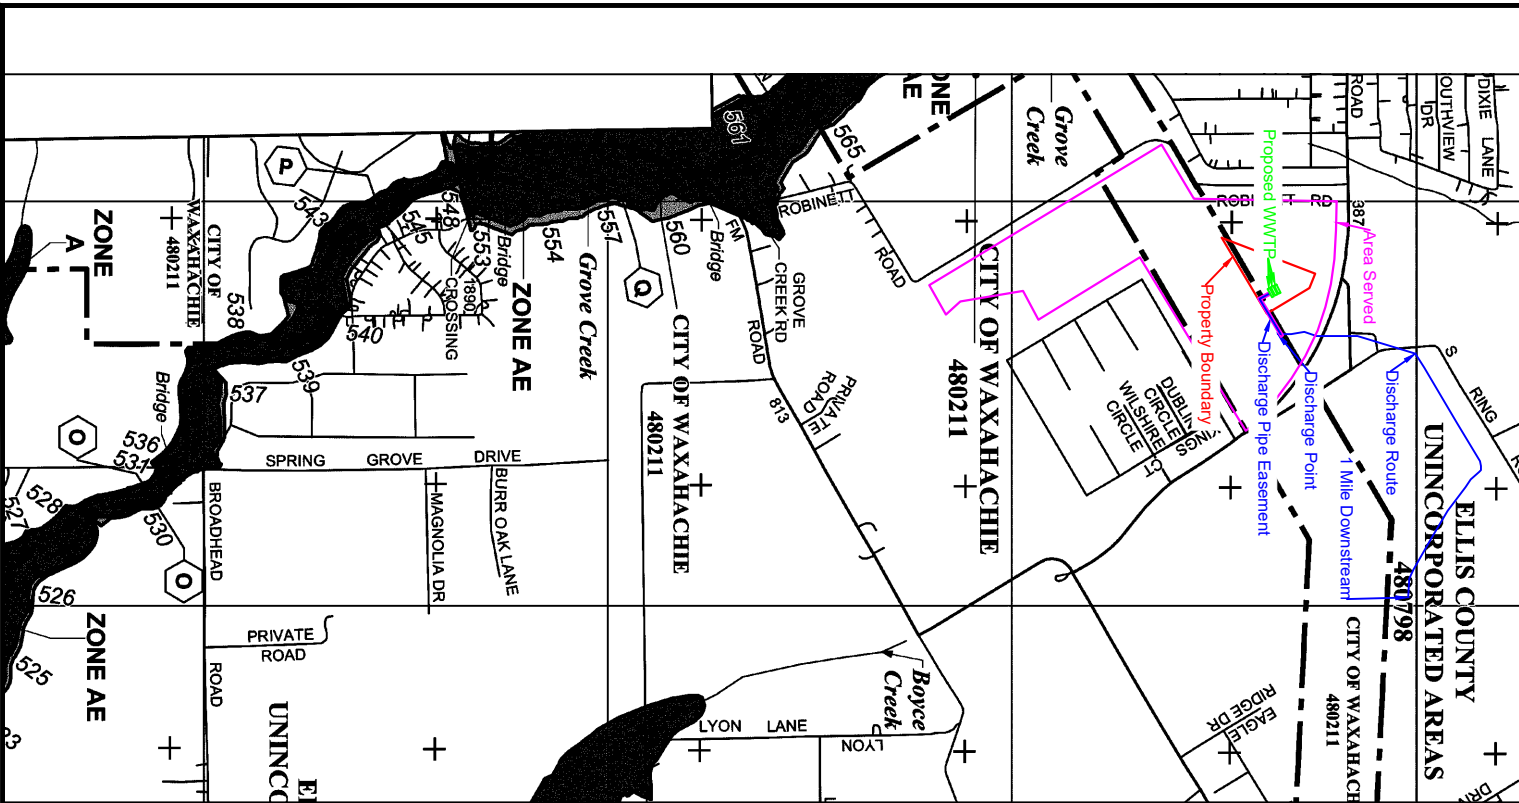 DIXIE LANE
OUTHVIEW
DR
ROAD
387
Proposed WWTP
ROBI
RD
Area Served
Property Boundary
Discharge Pipe Easement
Discharge Point
Discharge Route
1 Mile Downstream
S
RING
ELLIS COUNTY
UNINCORPORATED AREAS
480798
CITY OF WAXAHACH
480211
EAGLE
RIDGE DR
Grove
Creek
ONE
AE
561
565
ROBINETT
ROAD
CITY OF WAXAHACHIE
480211
DUBLIN
CIRCLE
WILSHIRE
CIRCLE
KINGS
CT
FM
Bridge
GROVE
CREEK RD
ROAD
813
PRIVATE
ROAD
560
557
554
553
548
545
543
Bridge
Grove Creek
ZONE AE
Q
P
CITY OF WAXAHACHIE
480211
1890
CROSSING
540
539
538
537
CITY OF
WAXAHACHIE
480211
ZONE
A
Bridge
O
536
531
530
528
527
526
525
O
SPRING GROVE DRIVE
BURR OAK LANE
MAGNOLIA DR
BROADHEAD
ROAD
PRIVATE
ROAD
ZONE AE
UNINCO
Boyce
Creek
LYON LANE
LYON